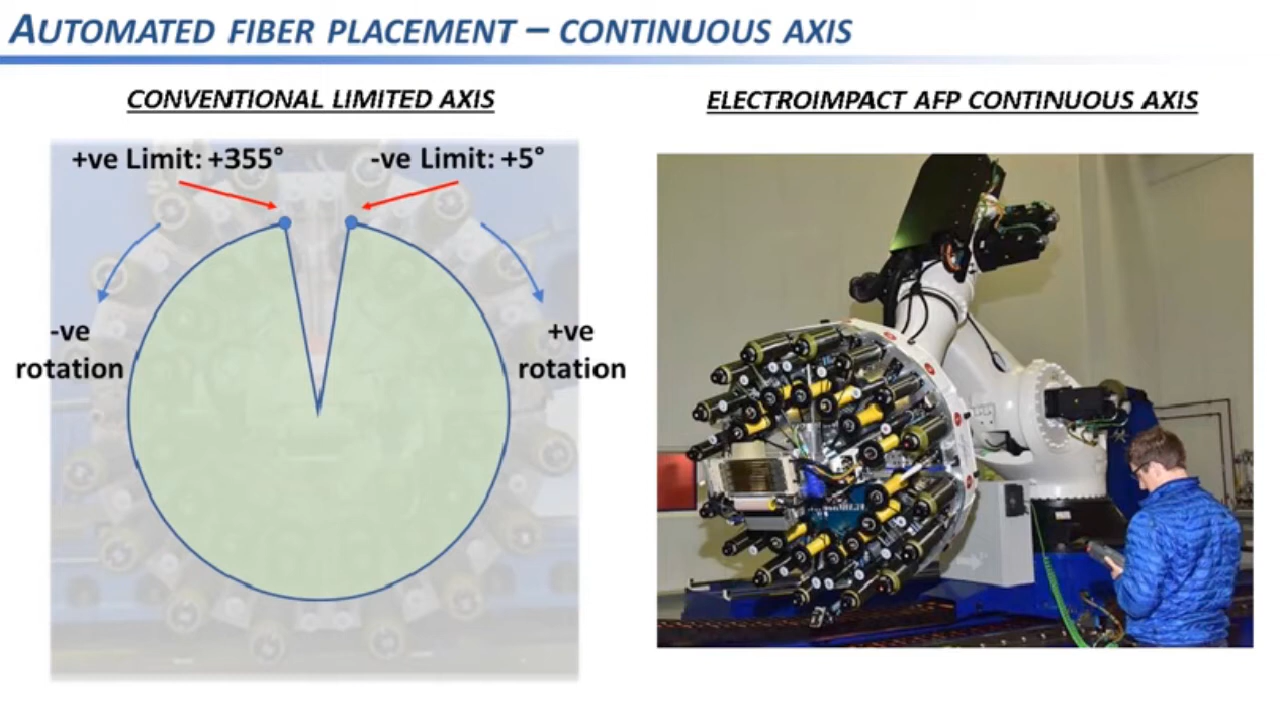 AUTOMATED FIBER PLACEMENT – CONTINUOUS AXIS
CONVENTIONAL LIMITED AXIS
+ve Limit: +355°
-ve Limit: +5°
-ve
rotation
+ve
rotation
ELECTROIMPACT AFP CONTINUOUS AXIS